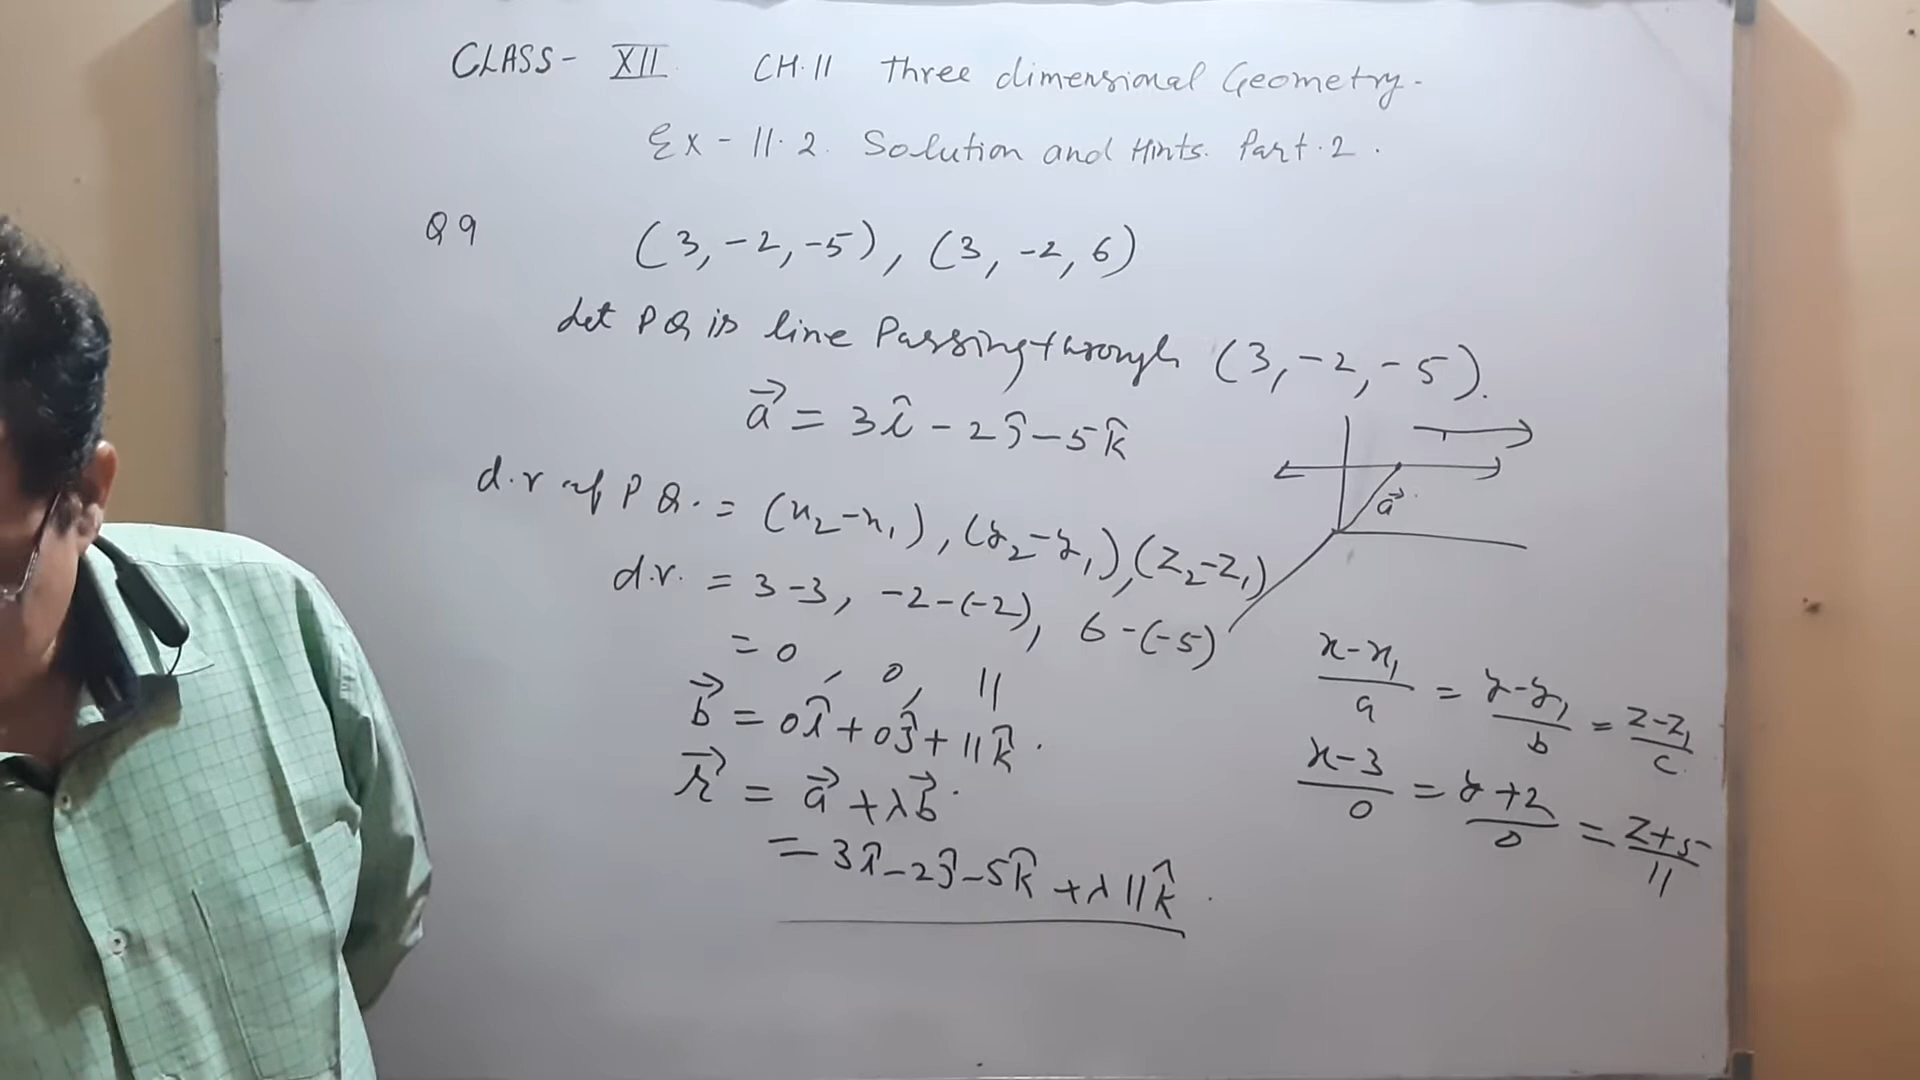 CLASS - XII CH.11 Three dimensional Geometry -
Ex - 11.2. Solution and Hints. Part.2.
Q9 (3, -2, -5), (3, -2, 6)
Let PQ is line Passing through (3, -2, -5).
a⃗ = 3î - 2ĵ - 5k̂
a⃗
d.r of PQ. = (x₂-x₁), (y₂-y₁), (z₂-z₁)
d.r. = 3-3, -2-(-2), 6-(-5)
= 0, 0, 11
b⃗ = 0î + 0ĵ + 11k̂.
r⃗ = a⃗ + λb⃗.
= 3î - 2ĵ - 5k̂ + λ11k̂.
(x-x₁)/a = (y-y₁)/b = (z-z₁)/c.
(x-3)/0 = (y+2)/0 = (z+5)/11